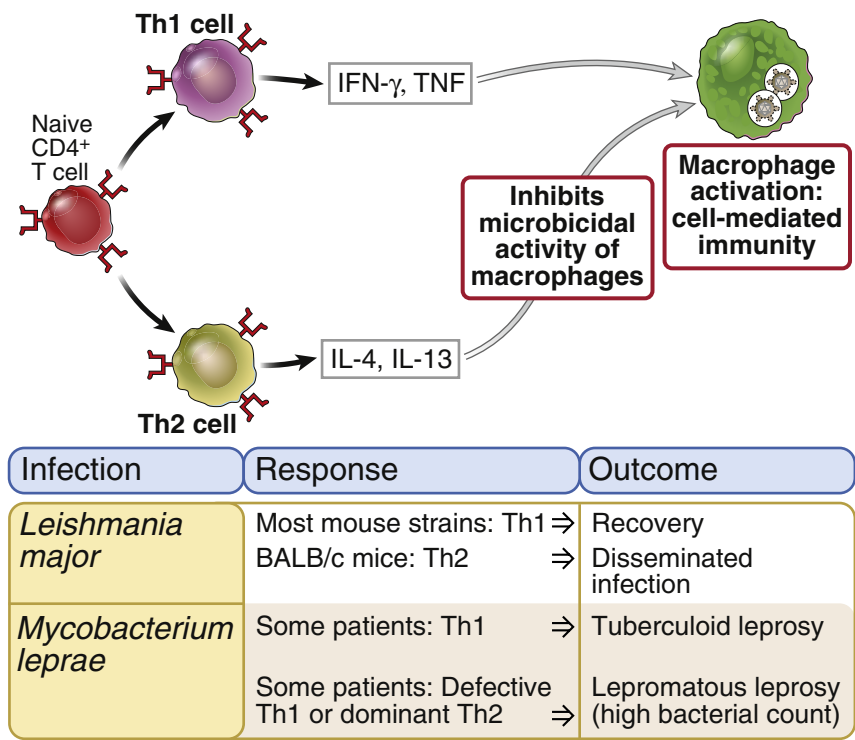 Th1 cell
IFN-γ, TNF
Naive
CD4+
T cell
Inhibits
microbicidal
activity of
macrophages
Macrophage
activation:
cell-mediated
immunity
IL-4, IL-13
Th2 cell
Infection Response Outcome
Leishmania
major
Most mouse strains: Th1 ⇒ Recovery
BALB/c mice: Th2 ⇒ Disseminated
infection
Mycobacterium
leprae
Some patients: Th1 ⇒ Tuberculoid leprosy
Some patients: Defective
Th1 or dominant Th2 ⇒ Lepromatous leprosy
(high bacterial count)